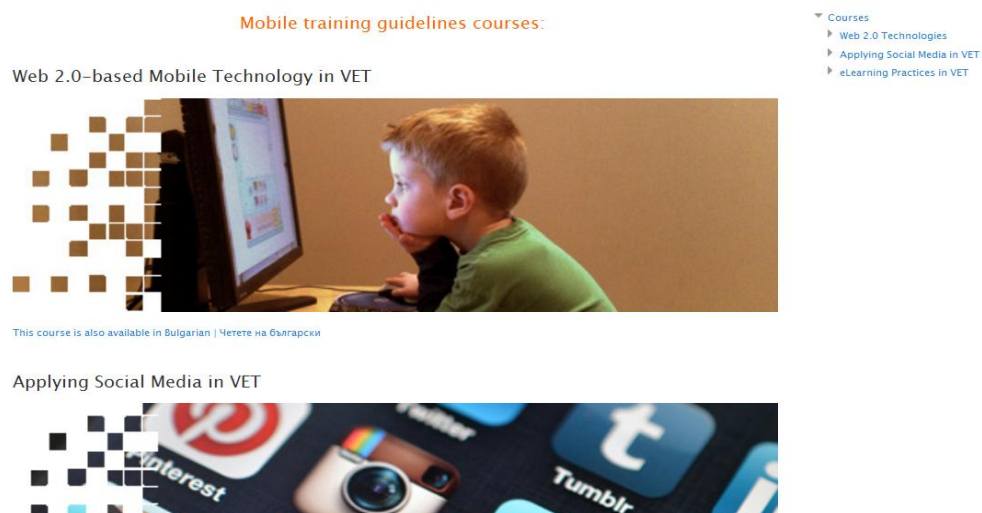 Mobile training guidelines courses:
Courses
Web 2.0 Technologies
Applying Social Media in VET
eLearning Practices in VET
Web 2.0-based Mobile Technology in VET
This course is also available in Bulgarian | Четете на български
Applying Social Media in VET
Pinterest
Twitter
Tumblr